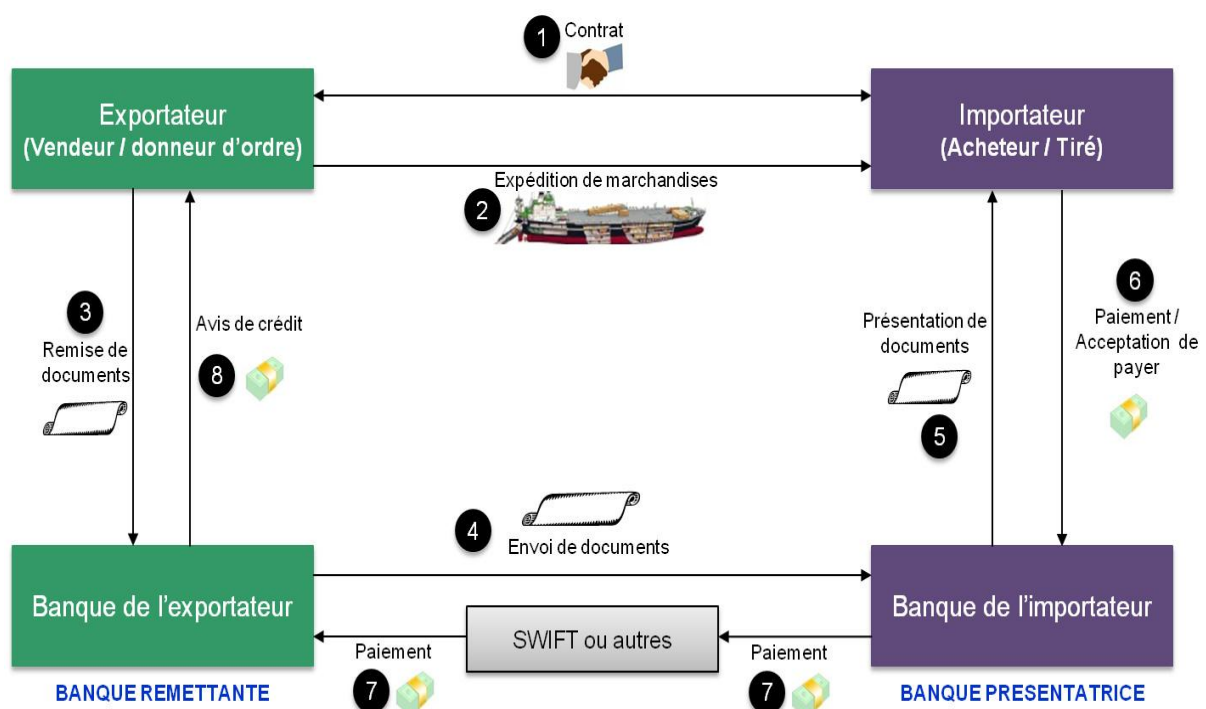 1 Contrat
Exportateur
(Vendeur / donneur d'ordre)
Importateur
(Acheteur / Tiré)
Expédition de marchandises
2
3
Remise de
documents
Avis de crédit
8
Présentation de
documents
5
6
Paiement /
Acceptation de
payer
4
Envoi de documents
Banque de l'exportateur
SWIFT ou autres
Banque de l'importateur
Paiement
7
Paiement
7
BANQUE REMETTANTE
BANQUE PRESENTATRICE